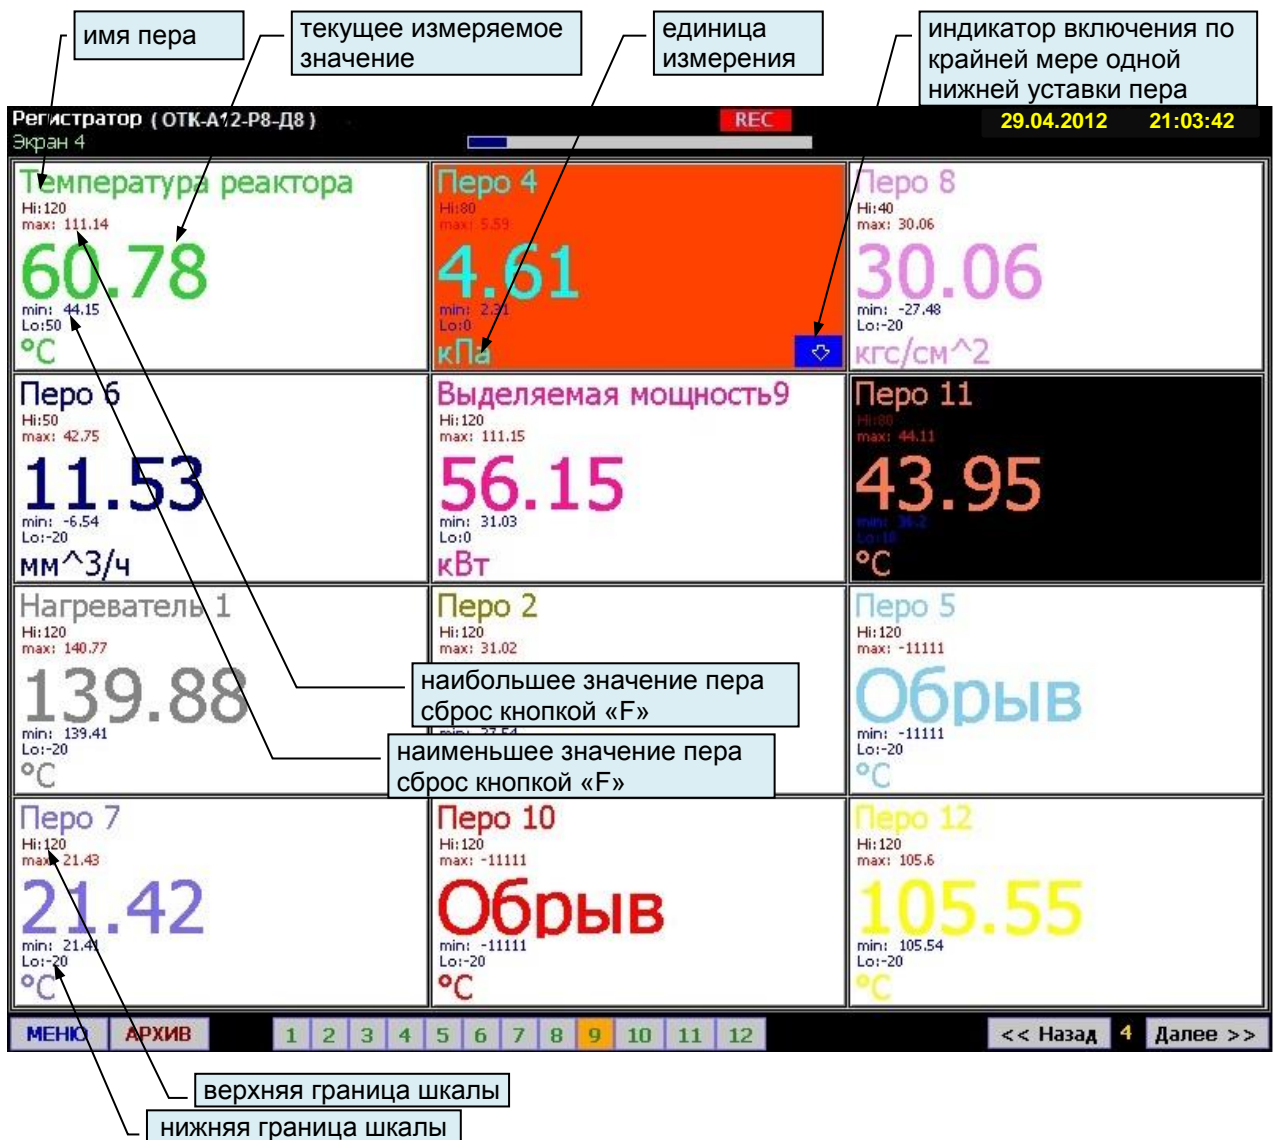 имя пера
текущее измеряемое
значение
единица
измерения
индикатор включения по
крайней мере одной
нижней уставки пера
Регистратор (ОТК-А12-Р8-Д8)
REC
29.04.2012 21:03:42
Экран 4
Температура реактора
Hi:120
max: 111.14
60.78
min: 44.15
Lo:50
°C
Перо 4
Hi:80
max: 5.59
4.61
min: 2.31
Lo:0
кПа
Перо 8
Hi:40
max: 30.06
30.06
min: -27.48
Lo:-20
кгс/см^2
Перо 6
Hi:50
max: 42.75
11.53
min: -6.54
Lo:-20
мм^3/ч
Выделяемая мощность9
Hi:120
max: 111.15
56.15
min: 31.03
Lo:0
кВт
Перо 11
Hi:80
max: 44.11
43.95
min: 36.2
°C
Нагреватель 1
Hi:120
max: 140.77
139.88
min: 139.41
Lo:-20
°C
Перо 2
Hi:120
max: 31.02
наибольшее значение пера
сброс кнопкой «F»
наименьшее значение пера
сброс кнопкой «F»
Перо 5
Hi:120
max: -11111
Обрыв
min: -11111
Lo:-20
°C
Перо 7
Hi:120
max: 21.43
21.42
min: 21.41
Lo:-20
°C
Перо 10
Hi:120
max: -11111
Обрыв
min: -11111
Lo:-20
°C
Перо 12
Hi:120
max: 105.6
105.55
min: 105.54
Lo:-20
°C
МЕНЮ АРХИВ 1 2 3 4 5 6 7 8 9 10 11 12 << Назад 4 Далее >>
верхняя граница шкалы
нижняя граница шкалы